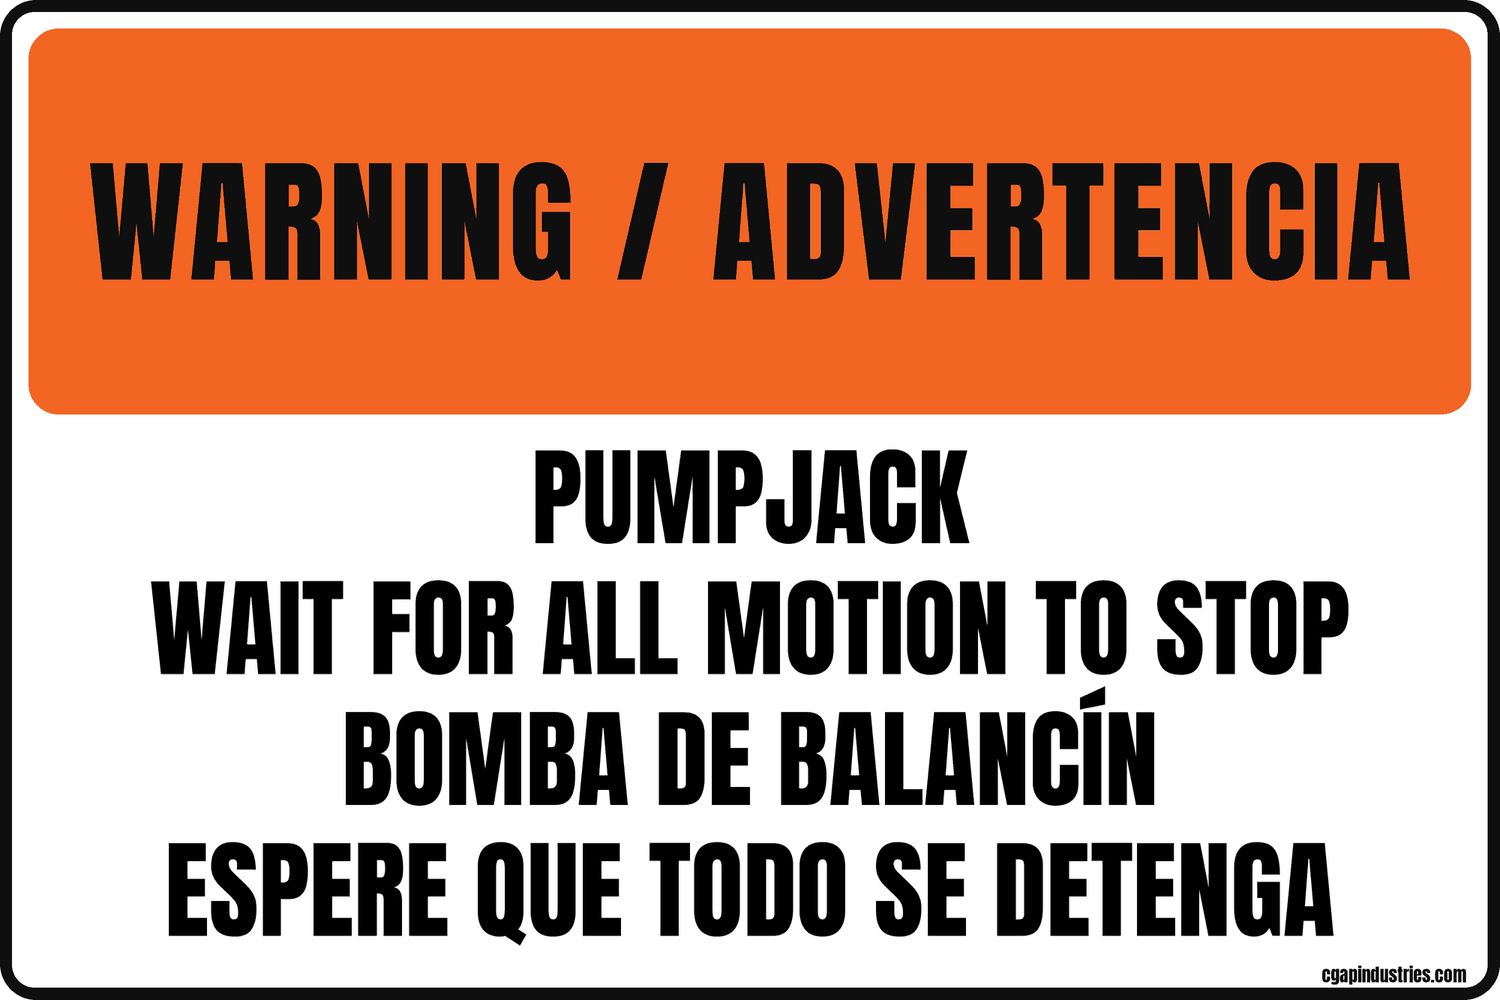 WARNING / ADVERTENCIA
PUMPJACK
WAIT FOR ALL MOTION TO STOP
BOMBA DE BALANCÍN
ESPERE QUE TODO SE DETENGA
cgapindustries.com